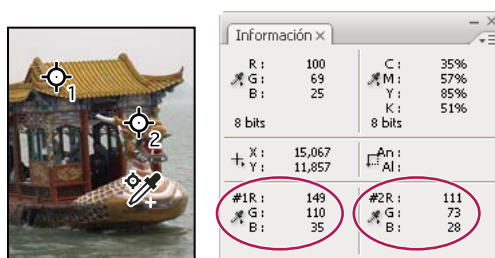 1
2
Información ×
R: 100 C: 35%
G: 69 M: 57%
B: 25 Y: 85%
K: 51%
8 bits 8 bits
X: 15,067 An:
Y: 11,857 Al:
#1R: 149 #2R: 111
G: 110 G: 73
B: 35 B: 28